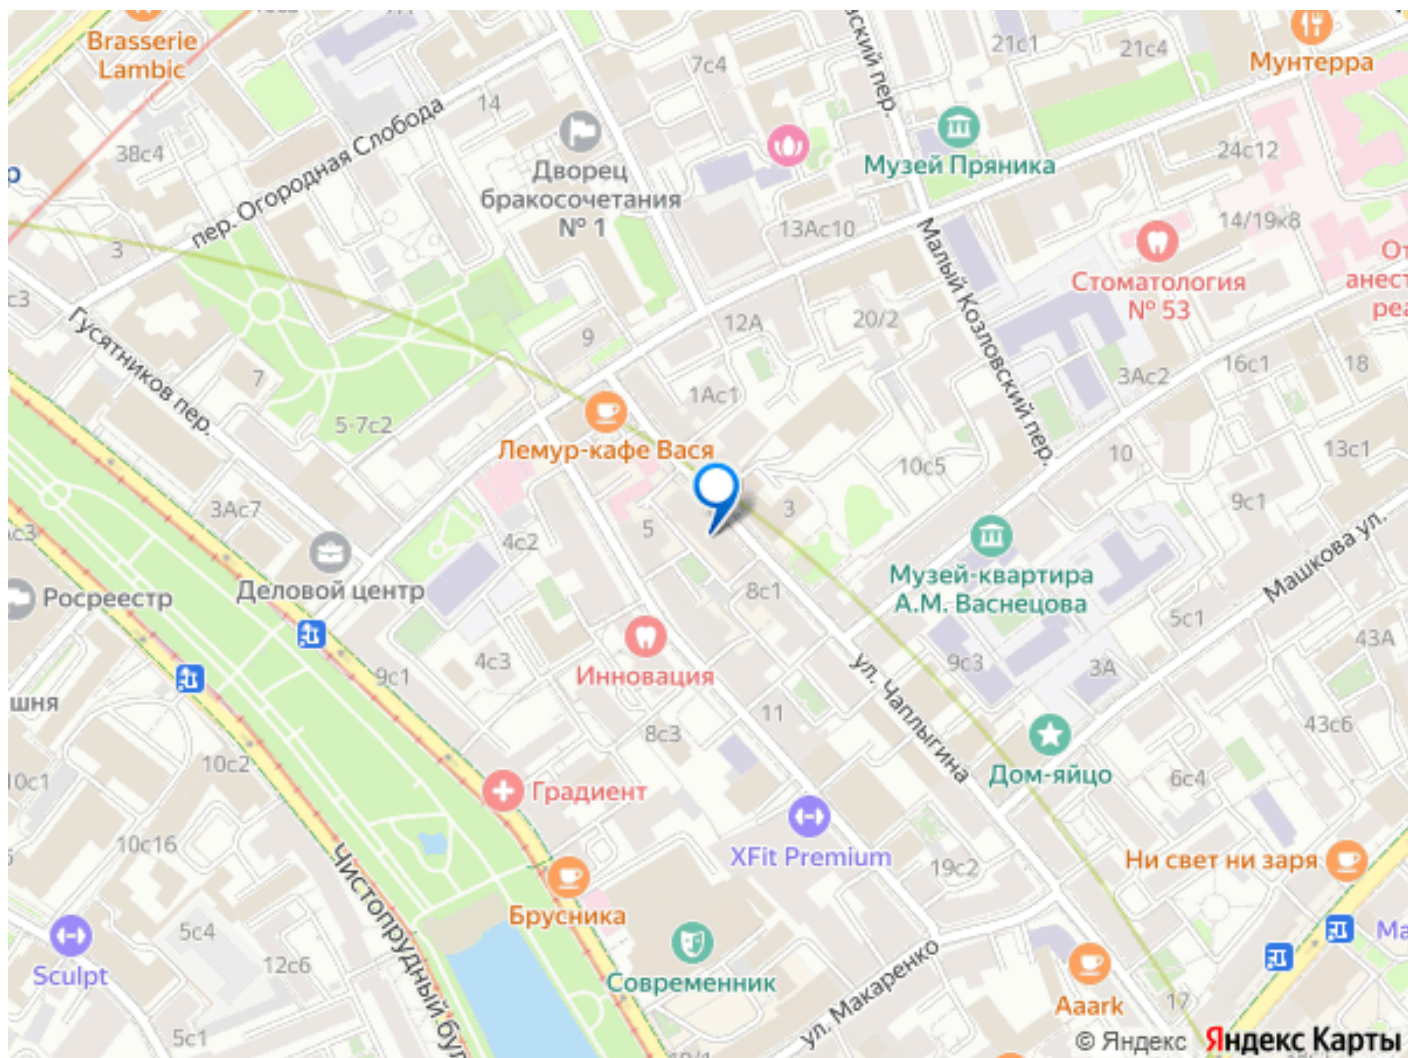 10с2
7А
Brasserie
Lambic
21с1
21с4
Мунтерра
7с4
14
38с4
пер. Огородная Слобода
Дворец
бракосочетания
№ 1
Музей Пряника
24с12
14/19к8
3
13Ас10
Малый Козловский пер.
Стоматология
№ 53
с3
Гусятников пер.
9
12А
20/2
16с1
18
7
5-7с2
1Ас1
3Ас2
Лемур-кафе Вася
10с5
10
13с1
3Ас7
4с2
5
3
9с1
Деловой центр
Росреестр
8с1
Музей-квартира
А.М. Васнецова
Машкова ул.
5с1
43А
4с3
Инновация
9с1
9с3
3А
ул. Чаплыгина
шня
11
8с3
43с6
10с2
10с1
Дом-яйцо
6с4
Градиент
10с16
XFit Premium
19с2
Ни свет ни заря
Чистопрудный бул
Брусника
5с4
12с6
Sculpt
Современник
ул. Макаренко
Aaark
17
5с1
© Яндекс
Яндекс Карты